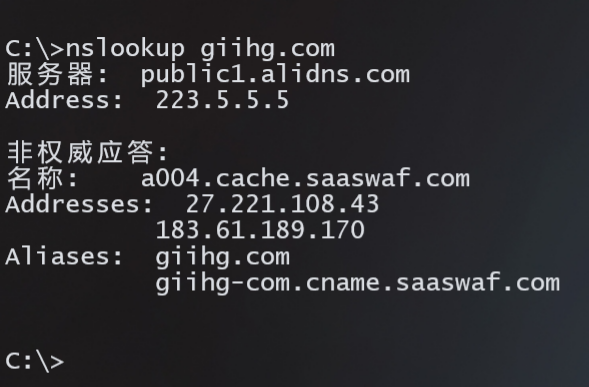 C:\>nslookup giihg.com
服务器:  public1.alidns.com
Address:  223.5.5.5
非权威应答:
名称:    a004.cache.saaswaf.com
Addresses:  27.221.108.43
          183.61.189.170
Aliases:  giihg.com
          giihg-com.cname.saaswaf.com
C:\>